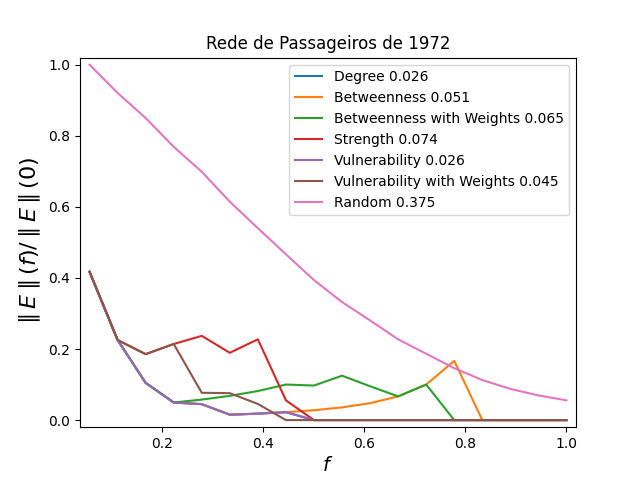 Rede de Passageiros de 1972
Degree 0.026
Betweenness 0.051
Betweenness with Weights 0.065
Strength 0.074
Vulnerability 0.026
Vulnerability with Weights 0.045
Random 0.375
‖ E ‖ (f)/ ‖ E ‖ (0)
1.0
0.8
0.6
0.4
0.2
0.0
0.2 0.4 0.6 0.8 1.0
f